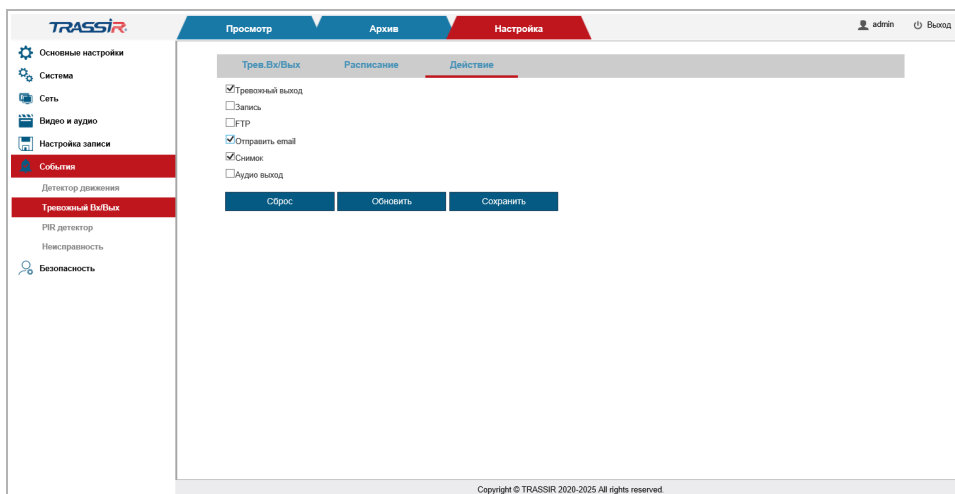 TRASSIR
Просмотр
Архив
Настройка
admin
Выход
Основные настройки
Система
Сеть
Видео и аудио
Настройка записи
События
Детектор движения
Тревожный Вх/Вых
PIR детектор
Неисправность
Безопасность
Трев.Вх/Вых
Расписание
Действие
Тревожный выход
Запись
FTP
Отправить email
Снимок
Аудио выход
Сброс
Обновить
Сохранить
Copyright © TRASSIR 2020-2025 All rights reserved.